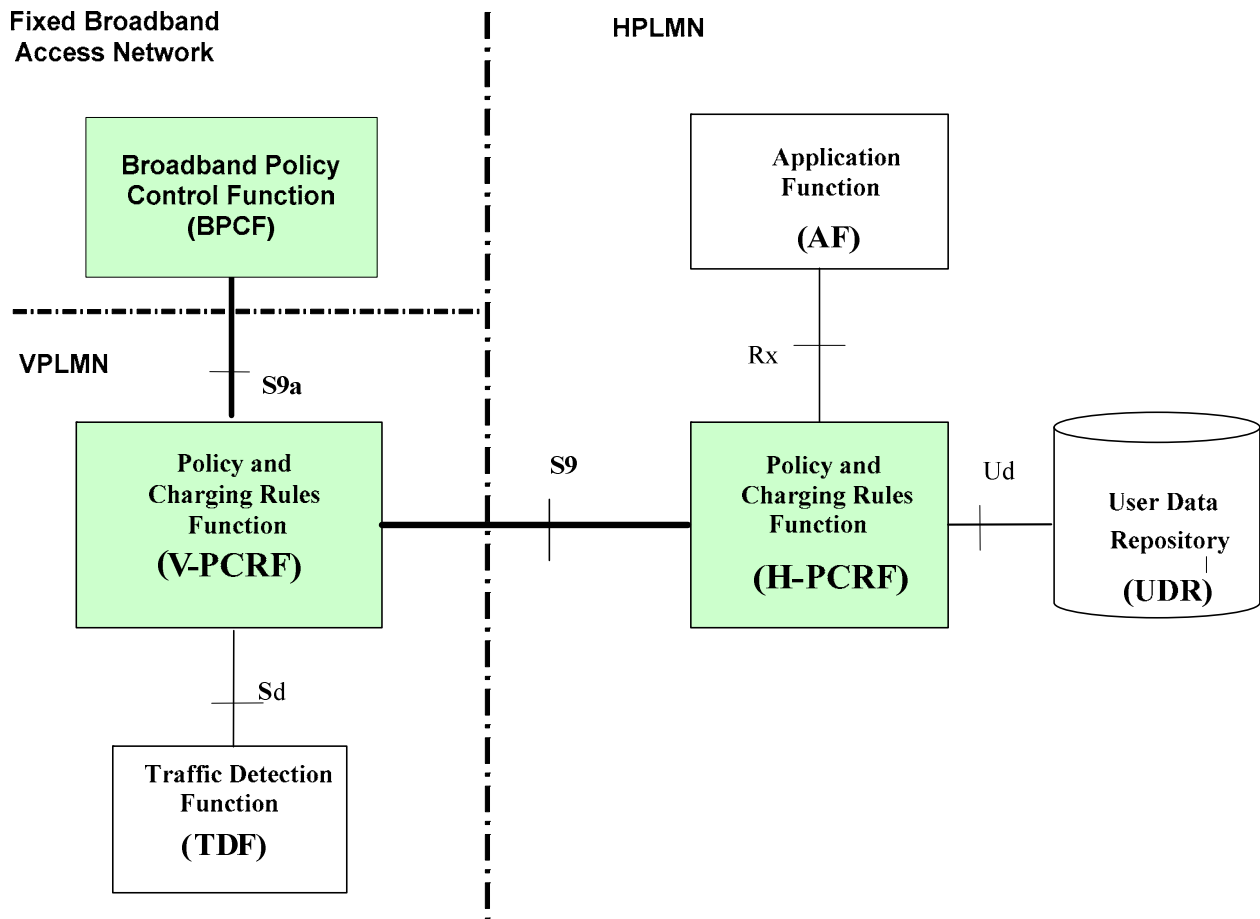 Fixed Broadband
Access Network
HPLMN
Broadband Policy
Control Function
(BPCF)
Application
Function
(AF)
VPLMN
S9a
Rx
Policy and
Charging Rules
Function
(V-PCRF)
S9
Policy and
Charging Rules
Function
(H-PCRF)
Ud
User Data
Repository
(UDR)
Sd
Traffic Detection
Function
(TDF)